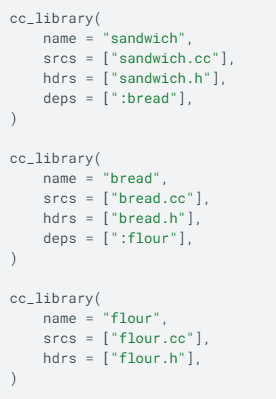 cc_library(
    name = "sandwich",
    srcs = ["sandwich.cc"],
    hdrs = ["sandwich.h"],
    deps = [":bread"],
)

cc_library(
    name = "bread",
    srcs = ["bread.cc"],
    hdrs = ["bread.h"],
    deps = [":flour"],
)

cc_library(
    name = "flour",
    srcs = ["flour.cc"],
    hdrs = ["flour.h"],
)